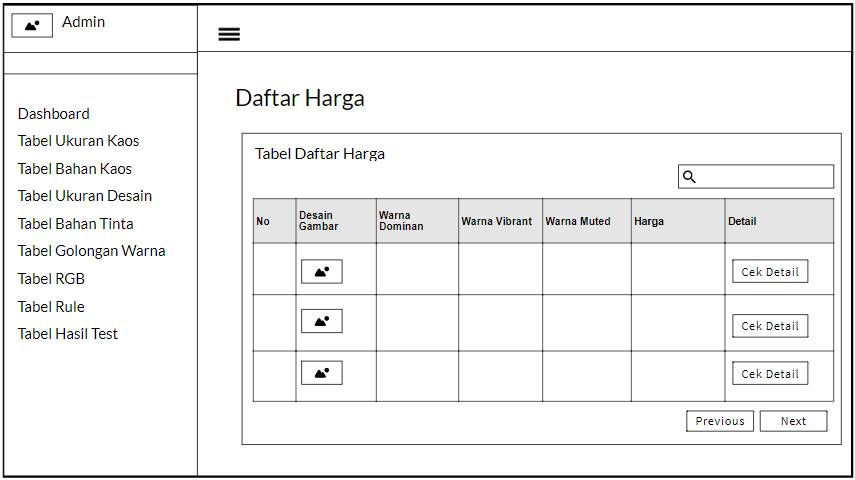 Admin
Dashboard
Tabel Ukuran Kaos
Tabel Bahan Kaos
Tabel Ukuran Desain
Tabel Bahan Tinta
Tabel Golongan Warna
Tabel RGB
Tabel Rule
Tabel Hasil Test
Daftar Harga
Tabel Daftar Harga
No Desain Gambar Warna Dominan Warna Vibrant Warna Muted Harga Detail
Cek Detail
Cek Detail
Cek Detail
Previous Next